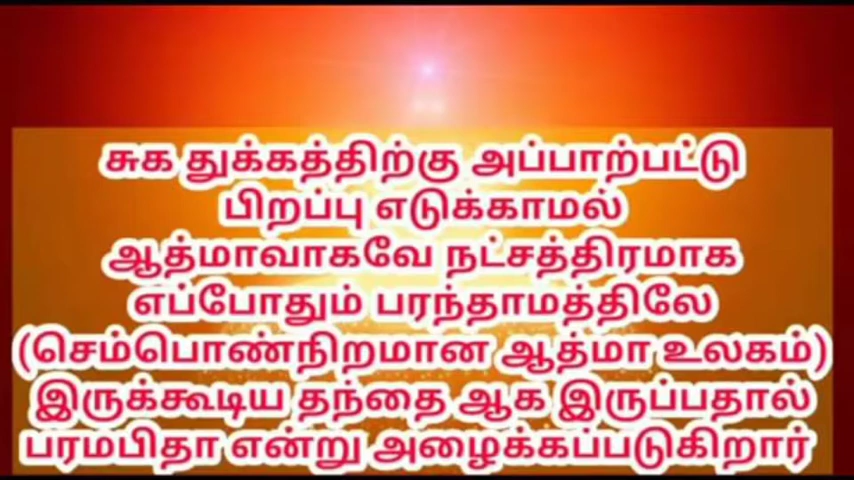 சுக துக்கத்திற்கு அப்பாற்பட்டு
பிறப்பு எடுக்காமல்
ஆத்மாவாகவே நட்சத்திரமாக
எப்போதும் பரந்தாமத்திலே
(செம்பொண்நிறமான ஆத்மா உலகம்)
இருக்கூடிய தந்தை ஆக இருப்பதால்
பரமபிதா என்று அழைக்கப்படுகிறார்